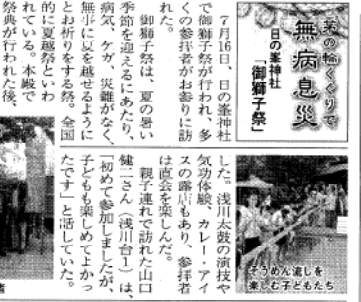 茅の輪くぐりで
無病息災
日の峯神社
「御獅子祭」
７月16日、日の峯神社
で御獅子祭が行われ、多
くの参拝者がお参りに訪
れた。
御獅子祭は、夏の暑い
季節を迎えるにあたり、
病気、ケガ、災難がなく、
無事に夏を越せるように
とお祈りをする祭。全国
的に夏越祭といわ
れている。本殿で
祭典が行われた後、
そうめん流しを
楽しむ子どもたち
した。浅川太鼓の演技や
気功体験、カレー・アイ
スの露店もあり、参拝者
は直会を楽しんだ。
親子連れで訪れた山口
健二さん（浅川台１）は、
「初めて参加しましたが、
子どもも楽しめてよかっ
たです」と話していた。